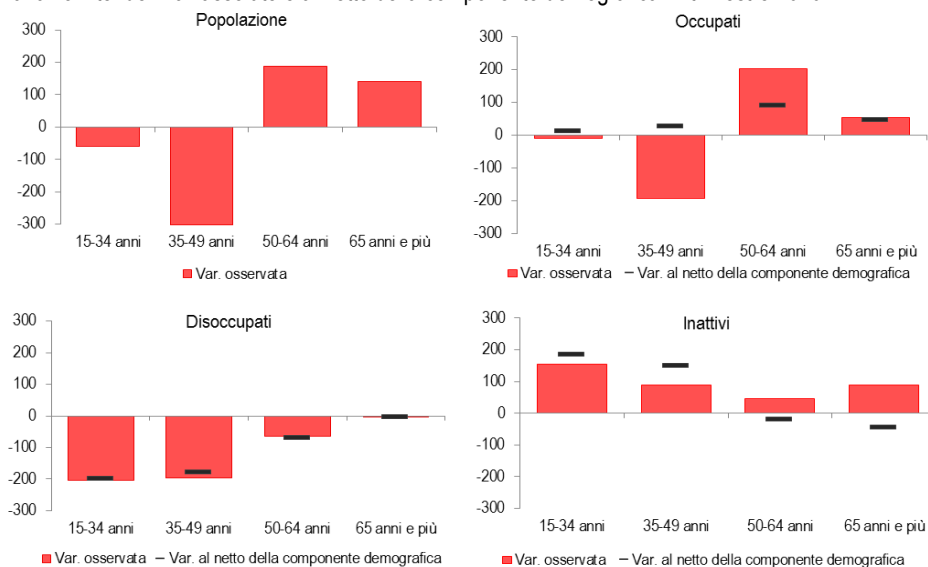 Popolazione
300
200
100
0
-100
-200
-300
15-34 anni 35-49 anni 50-64 anni 65 anni e più
Var. osservata
Occupati
300
200
100
0
-100
-200
-300
15-34 anni 35-49 anni 50-64 anni 65 anni e più
Var. osservata Var. al netto della componente demografica
Disoccupati
300
200
100
0
-100
-200
-300
15-34 anni 35-49 anni 50-64 anni 65 anni e più
Var. osservata Var. al netto della componente demografica
Inattivi
300
200
100
0
-100
-200
-300
15-34 anni 35-49 anni 50-64 anni 65 anni e più
Var. osservata Var. al netto della componente demografica